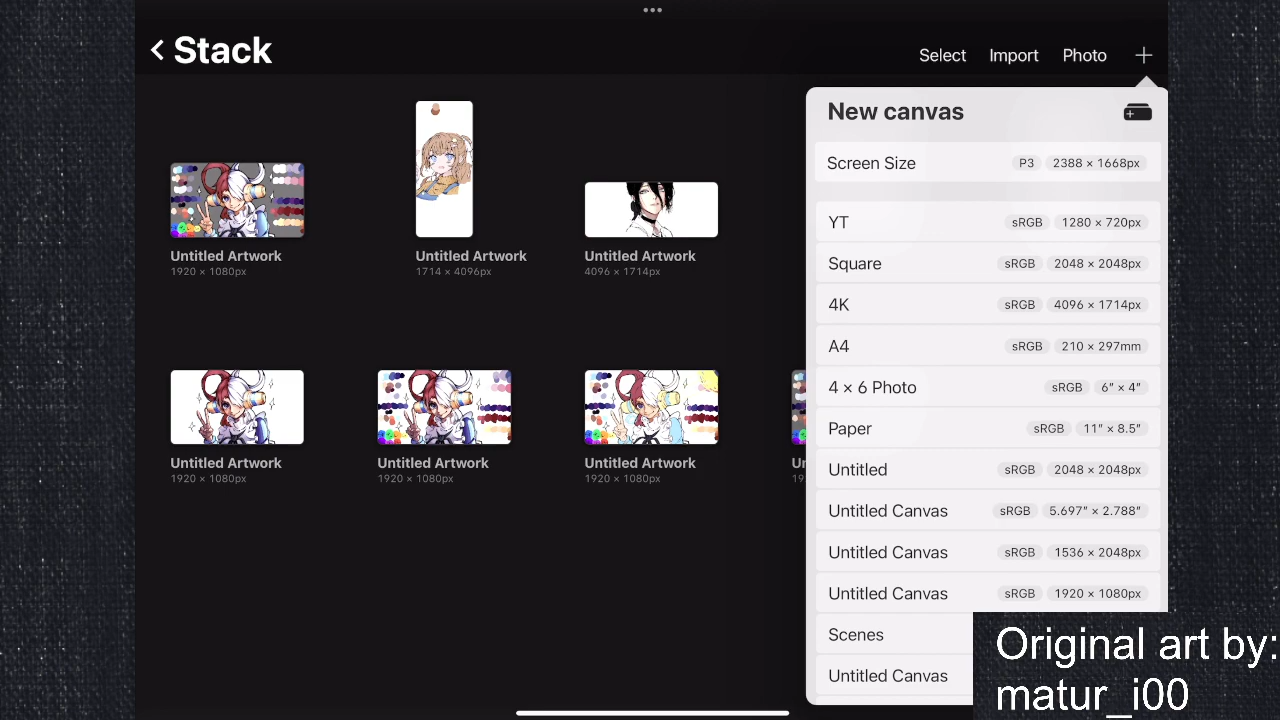 Stack
Select
Import
Photo
New canvas
Screen Size P3 2388 × 1668px
YT sRGB 1280 × 720px
Square sRGB 2048 × 2048px
4K sRGB 4096 × 1714px
A4 sRGB 210 × 297mm
4 × 6 Photo sRGB 6" × 4"
Paper sRGB 11" × 8.5"
Untitled sRGB 2048 × 2048px
Untitled Canvas sRGB 5.697" × 2.788"
Untitled Canvas sRGB 1536 × 2048px
Untitled Canvas sRGB 1920 × 1080px
Scenes
Untitled Canvas
Untitled Artwork
1920 × 1080px
Untitled Artwork
1714 × 4096px
Untitled Artwork
4096 × 1714px
Untitled Artwork
1920 × 1080px
Untitled Artwork
1920 × 1080px
Untitled Artwork
1920 × 1080px
Original art by:
matur_i00